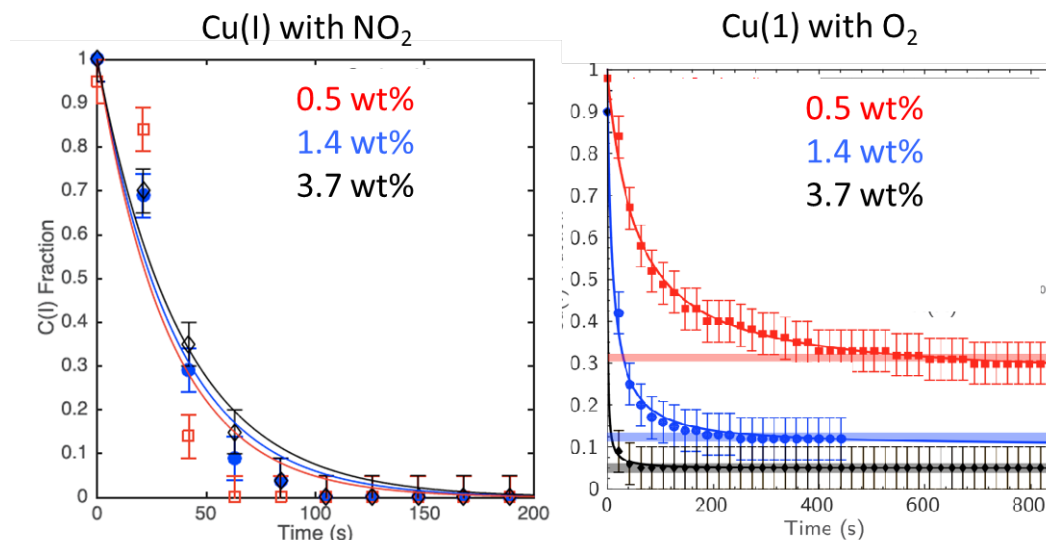 Cu(I) with NO2
1
0.9
0.8
0.7
0.6
0.5
0.4
0.3
0.2
0.1
0
C(I) Fraction
0.5 wt%
1.4 wt%
3.7 wt%
0 50 100 150 200
Time (s)
Cu(1) with O2
1
0.9
0.8
0.7
0.6
0.5
0.4
0.3
0.2
0.1
0
0.5 wt%
1.4 wt%
3.7 wt%
0 200 400 600 800
Time (s)